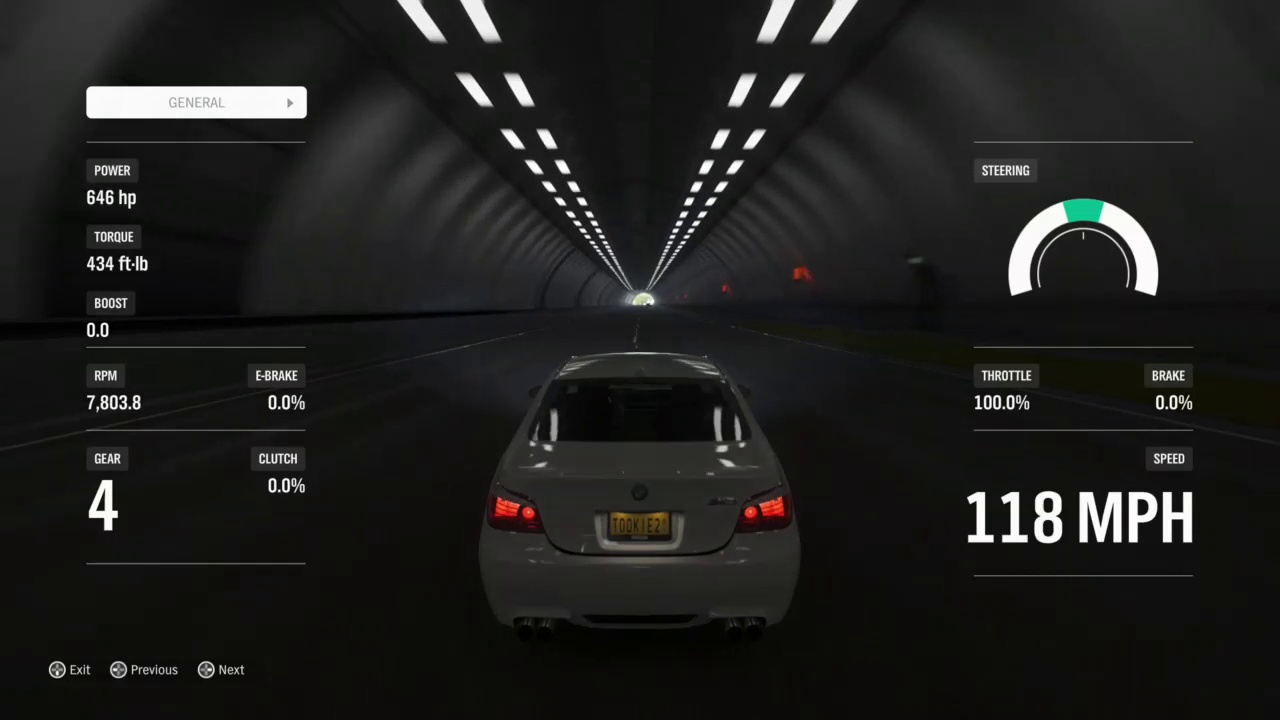 GENERAL
POWER
646 hp
TORQUE
434 ft·lb
BOOST
0.0
RPM
E-BRAKE
7,803.8
0.0%
GEAR
CLUTCH
4
0.0%
STEERING
THROTTLE
BRAKE
100.0%
0.0%
SPEED
118 MPH
TOOKIE2
Exit
Previous
Next